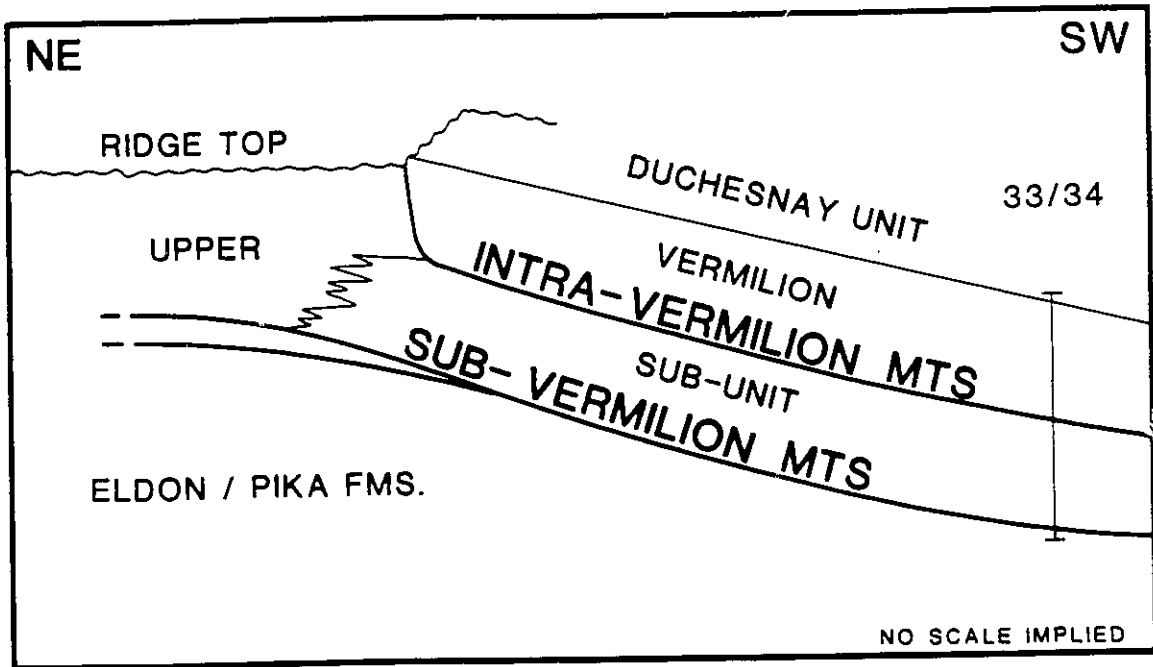 NE
SW
RIDGE TOP
DUCHESNAY UNIT
33/34
UPPER
VERMILION
INTRA-VERMILION MTS
SUB-UNIT
SUB-VERMILION MTS
ELDON / PIKA FMS.
NO SCALE IMPLIED